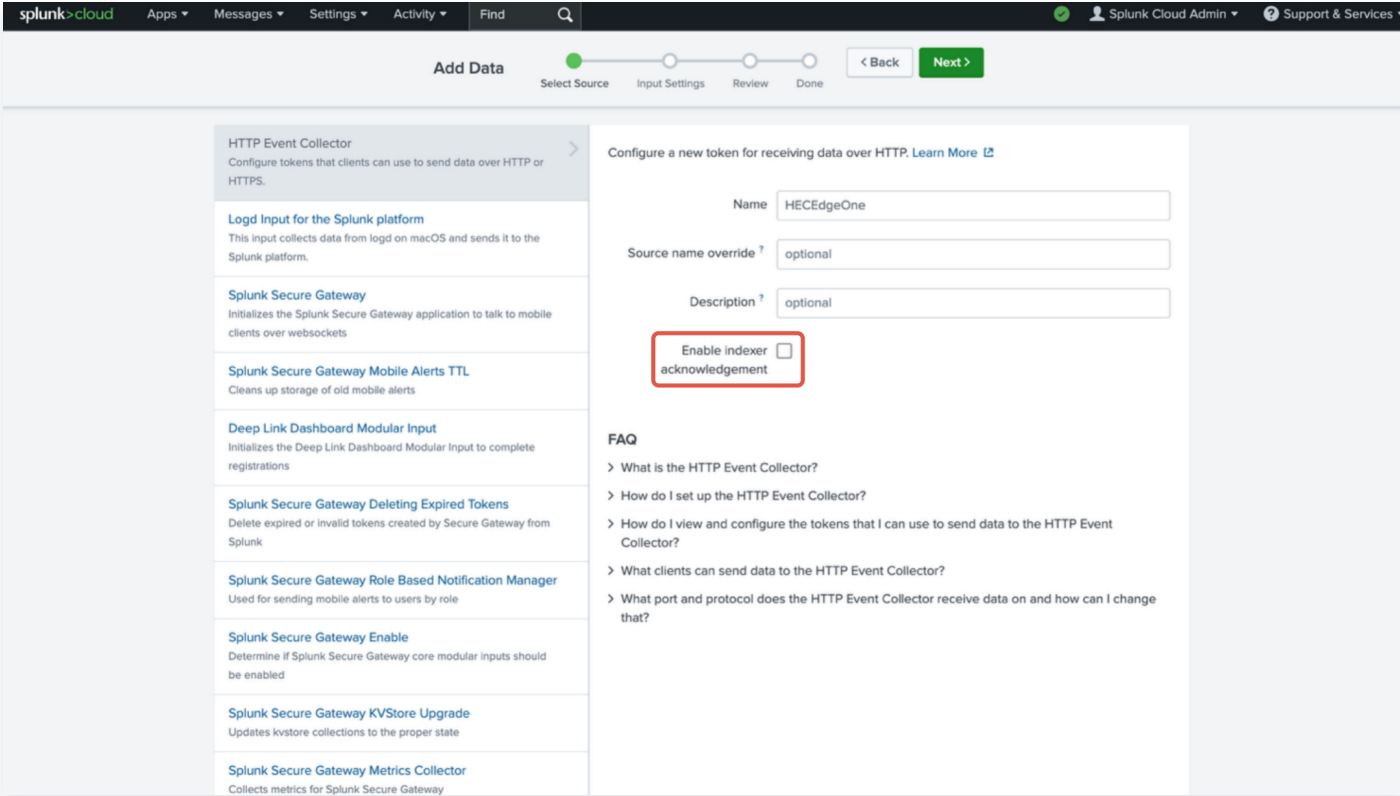 splunk>cloud Apps Messages Settings Activity Find Splunk Cloud Admin Support & Services
Add Data
Select Source Input Settings Review Done
< Back Next >
HTTP Event Collector
Configure tokens that clients can use to send data over HTTP or
HTTPS.
Logd Input for the Splunk platform
This input collects data from logd on macOS and sends it to the
Splunk platform.
Splunk Secure Gateway
Initializes the Splunk Secure Gateway application to talk to mobile
clients over websockets
Splunk Secure Gateway Mobile Alerts TTL
Cleans up storage of old mobile alerts
Deep Link Dashboard Modular Input
Initializes the Deep Link Dashboard Modular Input to complete
registrations
Splunk Secure Gateway Deleting Expired Tokens
Delete expired or invalid tokens created by Secure Gateway from
Splunk
Splunk Secure Gateway Role Based Notification Manager
Used for sending mobile alerts to users by role
Splunk Secure Gateway Enable
Determine if Splunk Secure Gateway core modular inputs should
be enabled
Splunk Secure Gateway KVStore Upgrade
Updates kvstore collections to the proper state
Splunk Secure Gateway Metrics Collector
Collects metrics for Splunk Secure Gateway
Configure a new token for receiving data over HTTP. Learn More
Name HECEdgeOne
Source name override ? optional
Description ? optional
Enable indexer
acknowledgement
FAQ
> What is the HTTP Event Collector?
> How do I set up the HTTP Event Collector?
> How do I view and configure the tokens that I can use to send data to the HTTP Event
Collector?
> What clients can send data to the HTTP Event Collector?
> What port and protocol does the HTTP Event Collector receive data on and how can I change
that?